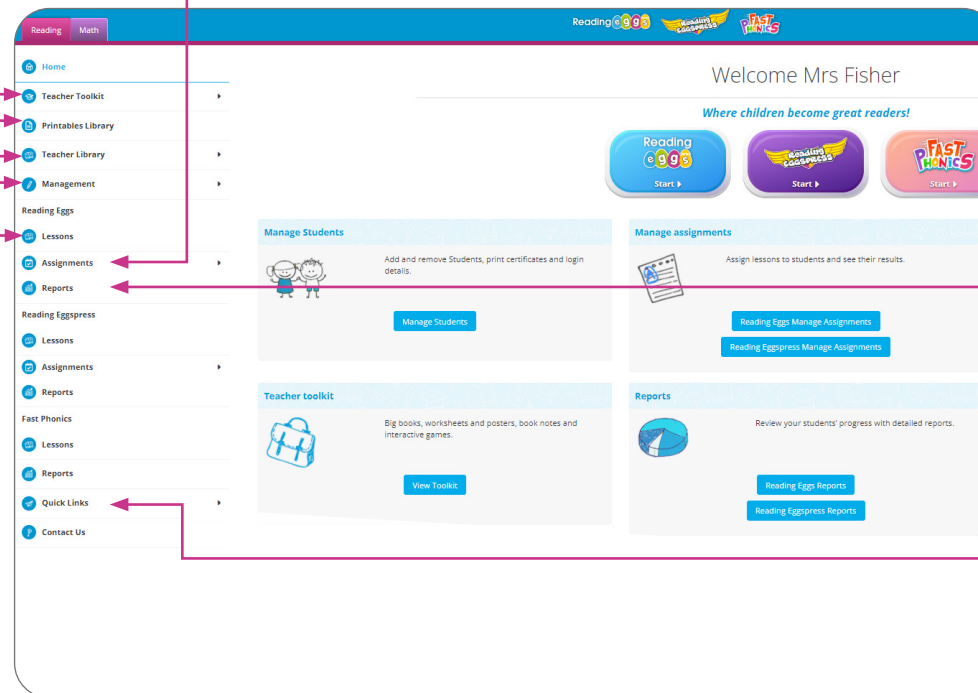 Reading Math
Reading eggs Reading EGGSPRESS FAST PHONICS
Home
Teacher Toolkit
Printables Library
Teacher Library
Management
Reading Eggs
Lessons
Assignments
Reports
Reading Eggspress
Lessons
Assignments
Reports
Fast Phonics
Lessons
Reports
Quick Links
Contact Us
Welcome Mrs Fisher
Where children become great readers!
Reading eggs
Start
Reading EGGSPRESS
Start
FAST PHONICS
Start
Manage Students
Add and remove Students, print certificates and login
details.
Manage Students
Manage assignments
Assign lessons to students and see their results.
Reading Eggs Manage Assignments
Reading Eggspress Manage Assignments
Teacher toolkit
Big books, worksheets and posters, book notes and
interactive games.
View Toolkit
Reports
Review your students' progress with detailed reports.
Reading Eggs Reports
Reading Eggspress Reports